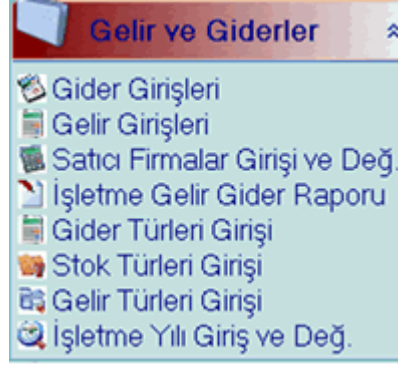 Gelir ve Giderler
Gider Girişleri
Gelir Girişleri
Satıcı Firmalar Girişi ve Değ.
İşletme Gelir Gider Raporu
Gider Türleri Girişi
Stok Türleri Girişi
Gelir Türleri Girişi
İşletme Yılı Giriş ve Değ.